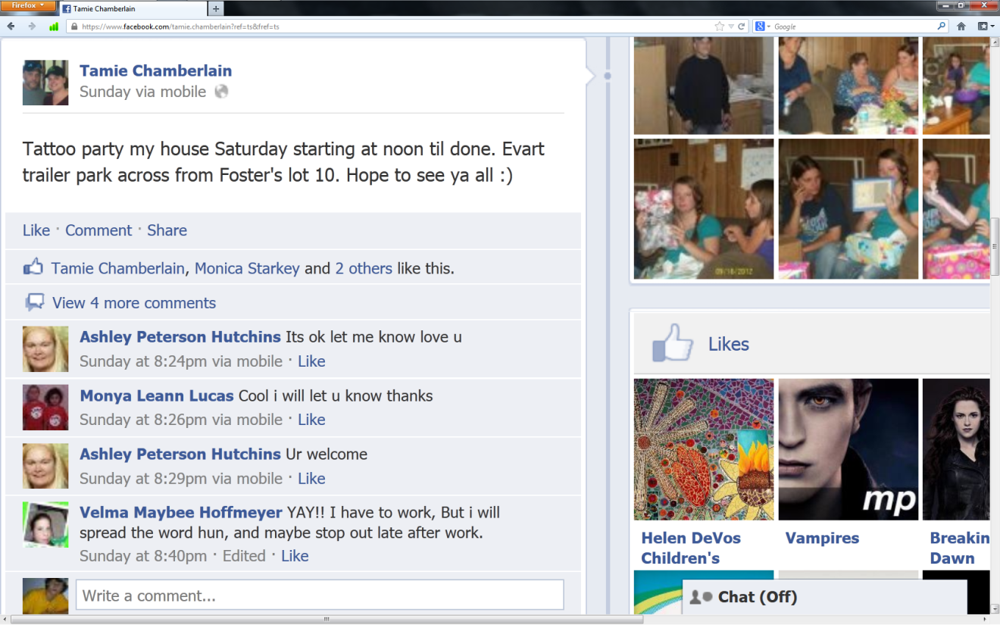 Firefox
Tamie Chamberlain
https://www.facebook.com/tamie.chamberlain?ref=ts&fref=ts
Google
Tamie Chamberlain
Sunday via mobile
Tattoo party my house Saturday starting at noon til done. Evart
trailer park across from Foster's lot 10. Hope to see ya all :)
Like · Comment · Share
Tamie Chamberlain, Monica Starkey and 2 others like this.
View 4 more comments
Ashley Peterson Hutchins Its ok let me know love u
Sunday at 8:24pm via mobile · Like
Monya Leann Lucas Cool i will let u know thanks
Sunday at 8:26pm via mobile · Like
Ashley Peterson Hutchins Ur welcome
Sunday at 8:29pm via mobile · Like
Velma Maybee Hoffmeyer YAY!! I have to work, But i will
spread the word hun, and maybe stop out late after work.
Sunday at 8:40pm · Edited · Like
Write a comment...
09/16/2012
Likes
mp
Helen DeVos
Children's
Vampires
Breakin
Dawn
Chat (Off)